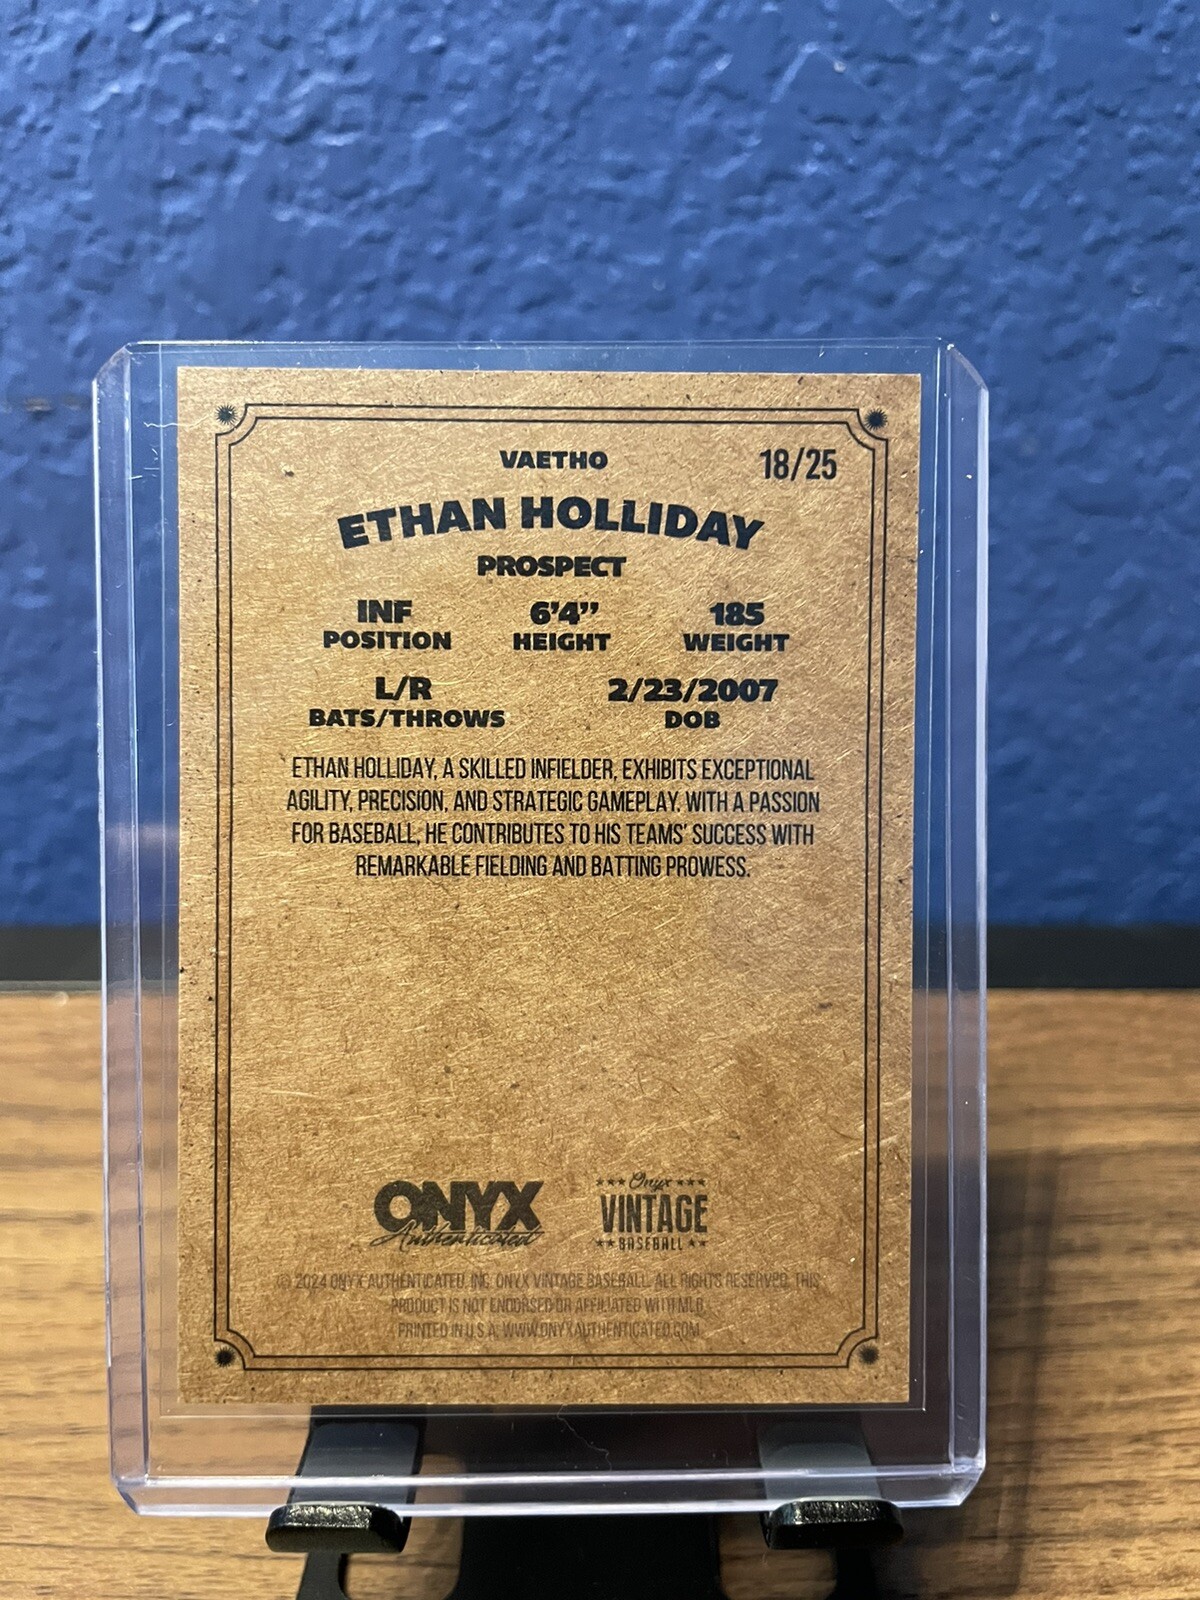 VAETHO 18/25
ETHAN HOLLIDAY
PROSPECT
INF 6'4” 185
POSITION HEIGHT WEIGHT
L/R 2/23/2007
BATS/THROWS DOB
ETHAN HOLLIDAY, A SKILLED INFIELDER, EXHIBITS EXCEPTIONAL
AGILITY, PRECISION, AND STRATEGIC GAMEPLAY. WITH A PASSION
FOR BASEBALL, HE CONTRIBUTES TO HIS TEAMS' SUCCESS WITH
REMARKABLE FIELDING AND BATTING PROWESS.
ONYX
Authenticated
Onyx
VINTAGE
BASEBALL
© 2024 ONYX AUTHENTICATED, INC. ONYX VINTAGE BASEBALL. ALL RIGHTS RESERVED. THIS
PRODUCT IS NOT ENDORSED OR AFFILIATED WITH MLB.
PRINTED IN U.S.A. WWW.ONYXAUTHENTICATED.COM